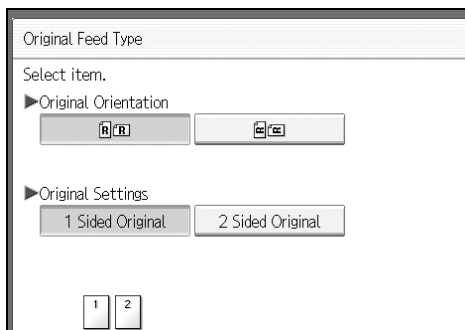 Original Feed Type
Select item.
▶Original Orientation
R R R R
▶Original Settings
1 Sided Original 2 Sided Original
1 2